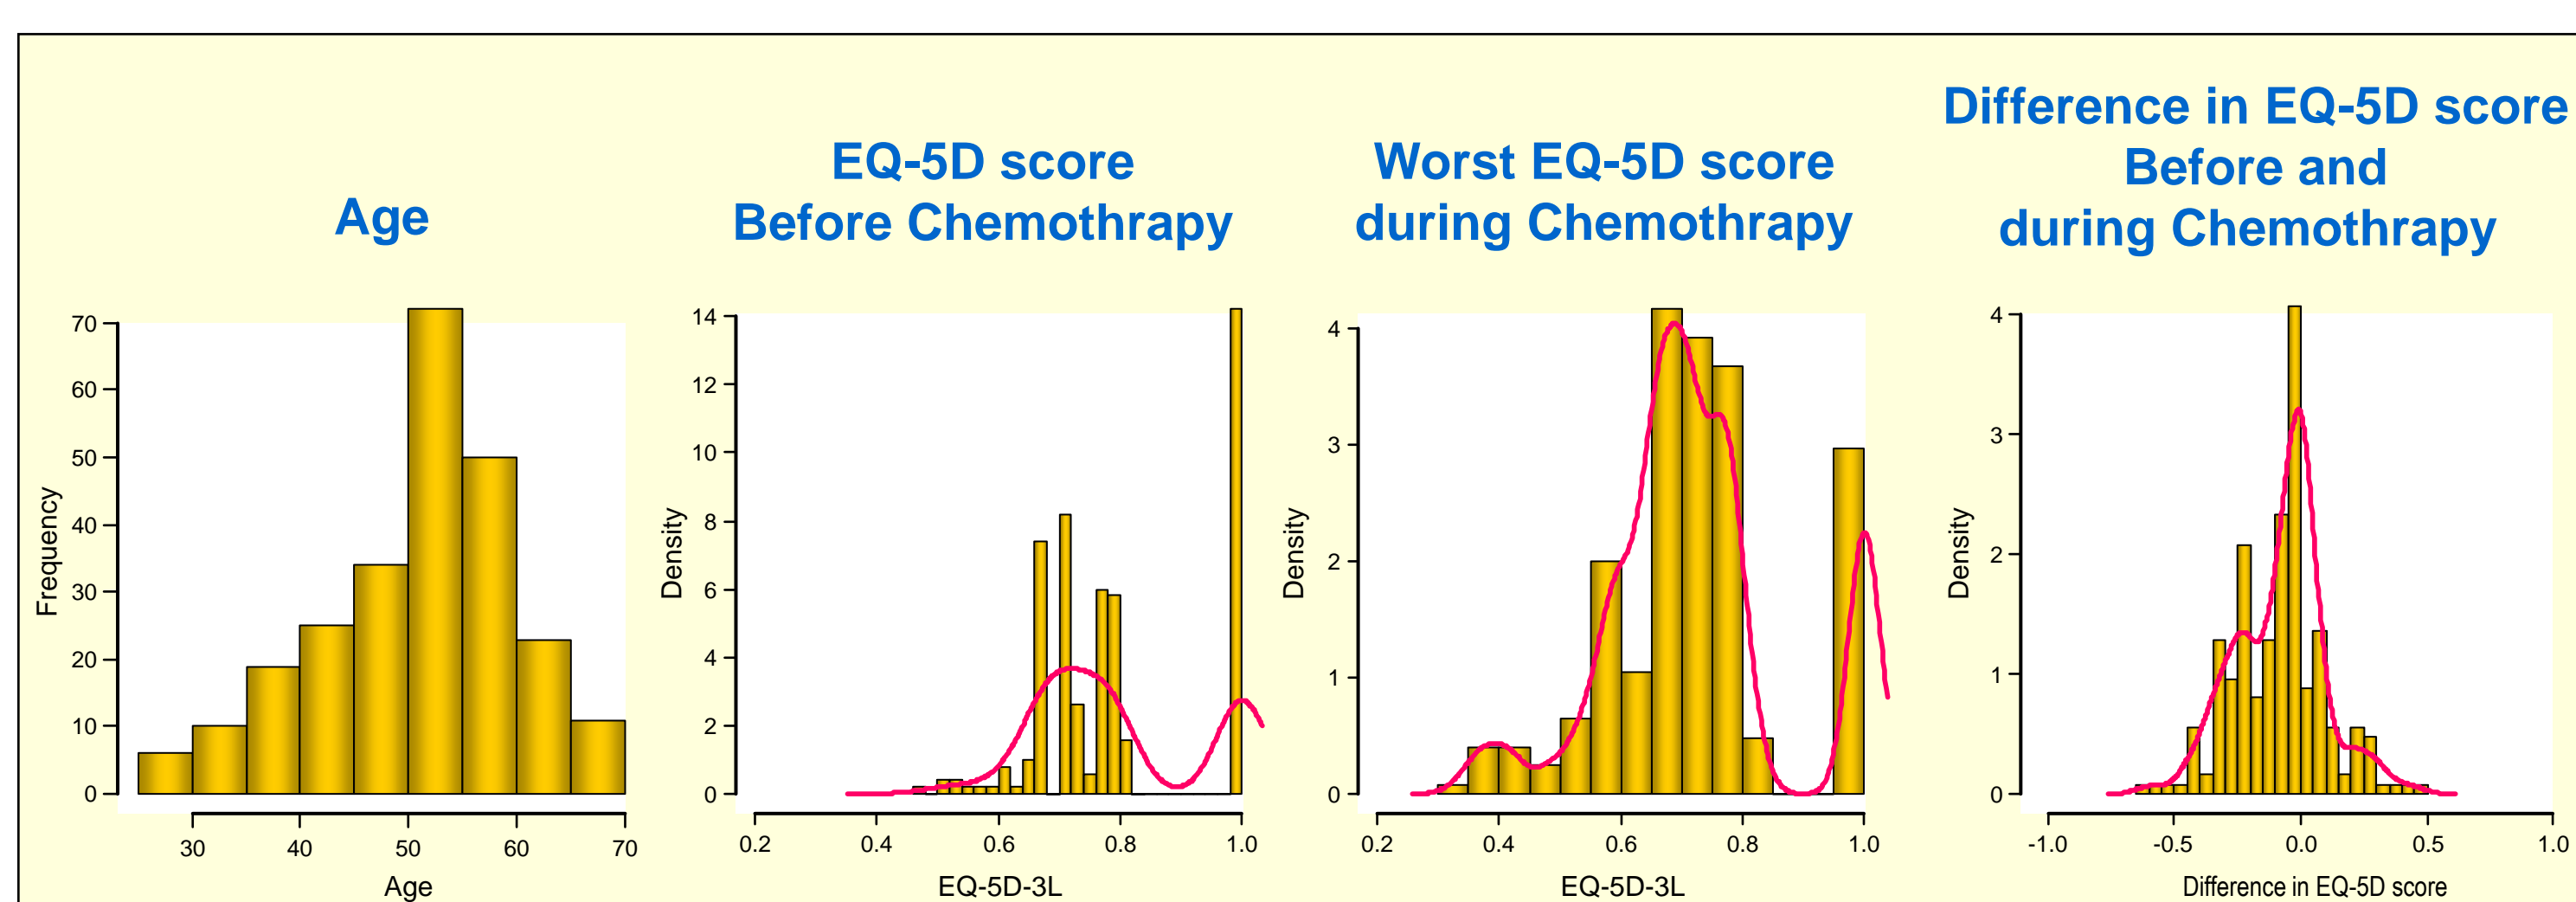 Age
EQ-5D score
Before Chemothrapy
Worst EQ-5D score
during Chemothrapy
Difference in EQ-5D score
Before and
during Chemothrapy
Frequency
70
60
50
40
30
20
10
0
30 40 50 60 70
Age
Density
14
12
10
8
6
4
2
0
0.2 0.4 0.6 0.8 1.0
EQ-5D-3L
Density
4
3
2
1
0
0.2 0.4 0.6 0.8 1.0
EQ-5D-3L
Density
4
3
2
1
0
-1.0 -0.5 0.0 0.5 1.0
Difference in EQ-5D score